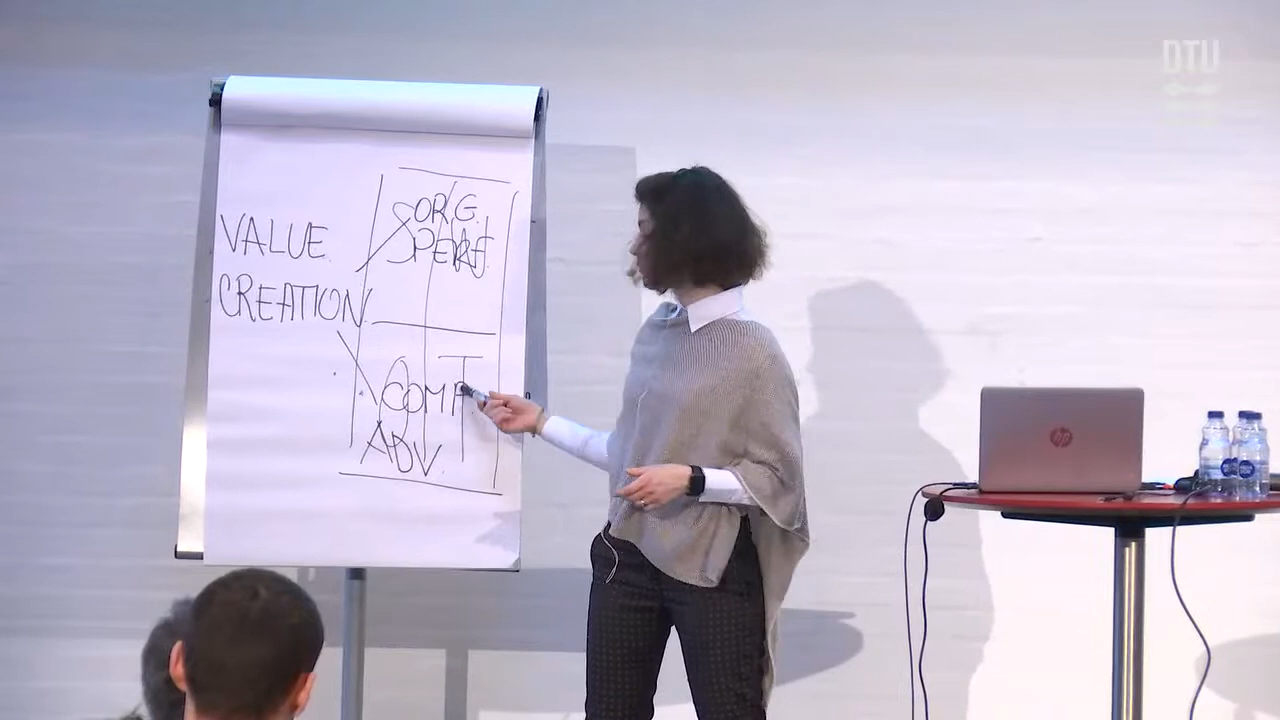 DTU
VALUE
CREATION
ORG.
PERF.
COMP
ADV.
hp